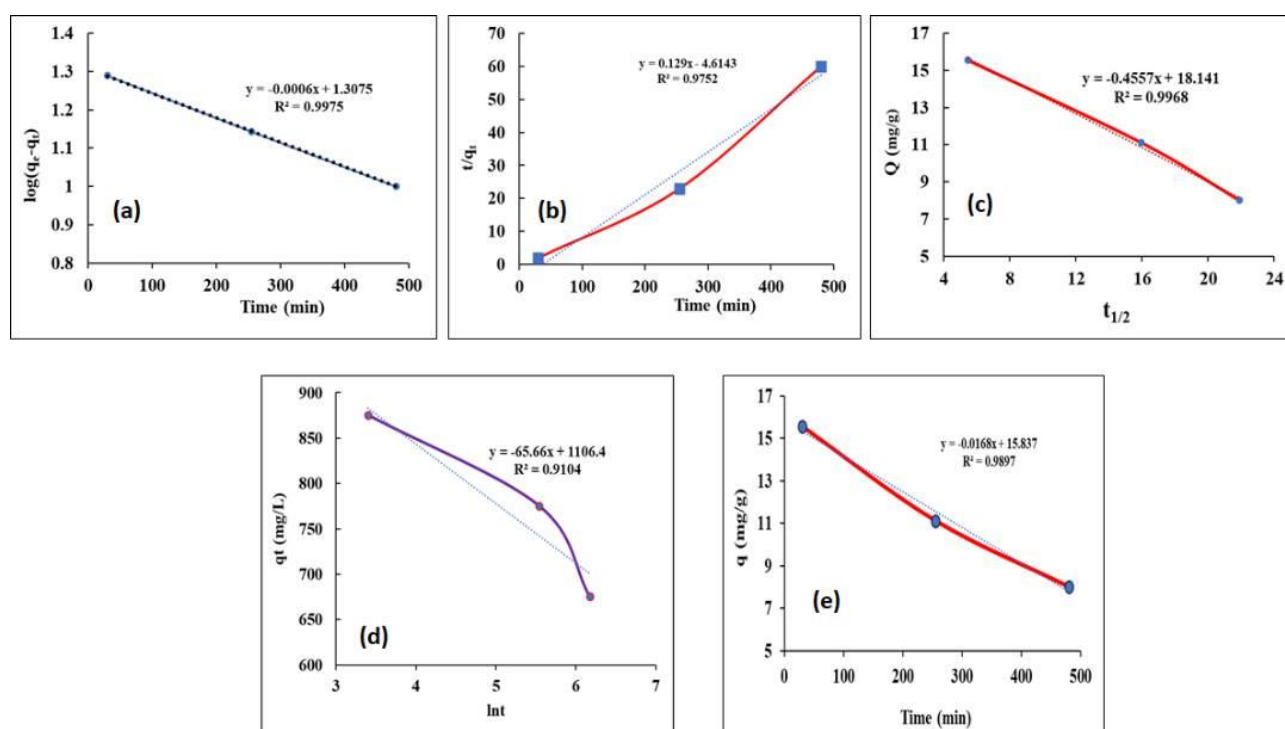 1.4
1.3
1.2
1.1
1
0.9
0.8
log(qe-qt)
y = -0.0006x + 1.3075
R² = 0.9975
(a)
0 100 200 300 400 500
Time (min)
70
60
50
40
30
20
10
0
t/qt
y = 0.129x - 4.6143
R² = 0.9752
(b)
0 100 200 300 400 500
Time (min)
17
15
13
11
9
7
5
Q (mg/g)
y = -0.4557x + 18.141
R² = 0.9968
(c)
4 8 12 16 20 24
t1/2
900
850
800
750
700
650
600
qt (mg/L)
y = -65.66x + 1106.4
R² = 0.9104
(d)
3 4 5 6 7
lnt
17
15
13
11
9
7
5
q (mg/g)
y = -0.0168x + 15.837
R² = 0.9897
(e)
0 100 200 300 400 500
Time (min)